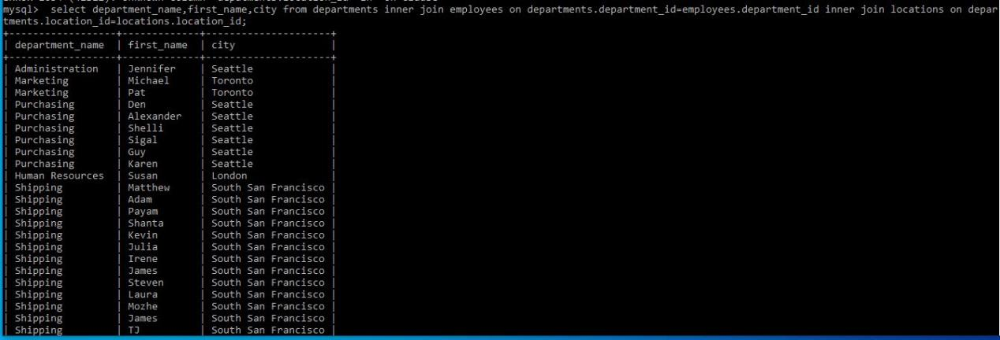 mysql>  select department_name,first_name,city from departments inner join employees on departments.department_id=employees.department_id inner join locations on depar
tments.location_id=locations.location_id;
+-----------------+-------------+---------------------+
| department_name | first_name  | city                |
+-----------------+-------------+---------------------+
| Administration  | Jennifer    | Seattle             |
| Marketing       | Michael     | Toronto             |
| Marketing       | Pat         | Toronto             |
| Purchasing      | Den         | Seattle             |
| Purchasing      | Alexander   | Seattle             |
| Purchasing      | Shelli      | Seattle             |
| Purchasing      | Sigal       | Seattle             |
| Purchasing      | Guy         | Seattle             |
| Purchasing      | Karen       | Seattle             |
| Human Resources | Susan       | London              |
| Shipping        | Matthew     | South San Francisco |
| Shipping        | Adam        | South San Francisco |
| Shipping        | Payam       | South San Francisco |
| Shipping        | Shanta      | South San Francisco |
| Shipping        | Kevin       | South San Francisco |
| Shipping        | Julia       | South San Francisco |
| Shipping        | Irene       | South San Francisco |
| Shipping        | James       | South San Francisco |
| Shipping        | Steven      | South San Francisco |
| Shipping        | Laura       | South San Francisco |
| Shipping        | Mozhe       | South San Francisco |
| Shipping        | James       | South San Francisco |
| Shipping        | TJ          | South San Francisco |